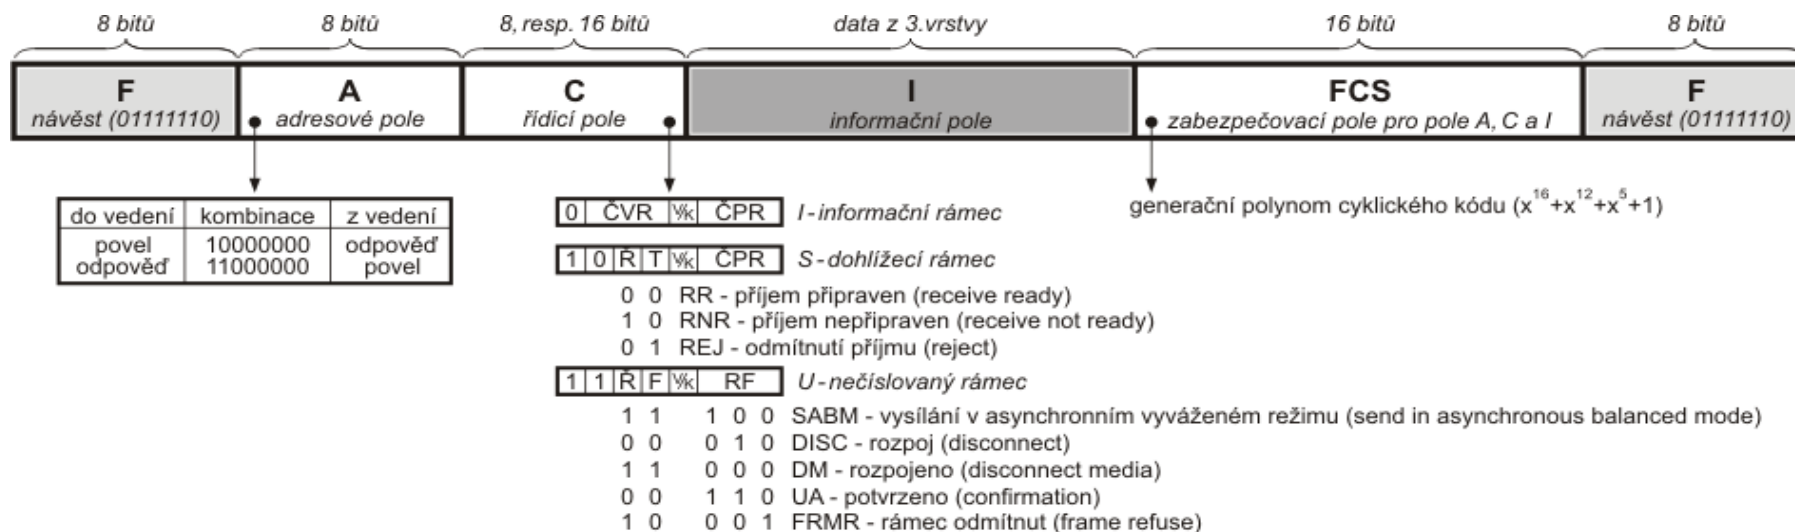 8 bitů 8 bitů 8, resp. 16 bitů data z 3.vrstvy 16 bitů 8 bitů
F A C I FCS F
návěst (01111110) adresové pole řídicí pole informační pole zabezpečovací pole pro pole A, C a I návěst (01111110)
do vedení kombinace z vedení
povel 10000000 odpověď
odpověď 11000000 povel
0 ČVR V/K ČPR I - informační rámec
1 0 Ř T V/K ČPR S - dohlížecí rámec
0 0 RR - příjem připraven (receive ready)
1 0 RNR - příjem nepřipraven (receive not ready)
0 1 REJ - odmítnutí příjmu (reject)
1 1 Ř F V/K RF U - nečíslovaný rámec
1 1 1 0 0 SABM - vysílání v asynchronním vyváženém režimu (send in asynchronous balanced mode)
0 0 0 1 0 DISC - rozpoj (disconnect)
1 1 0 0 0 DM - rozpojeno (disconnect media)
0 0 1 1 0 UA - potvrzeno (confirmation)
1 0 0 0 1 FRMR - rámec odmítnut (frame refuse)
generační polynom cyklického kódu (x^16+x^12+x^5+1)